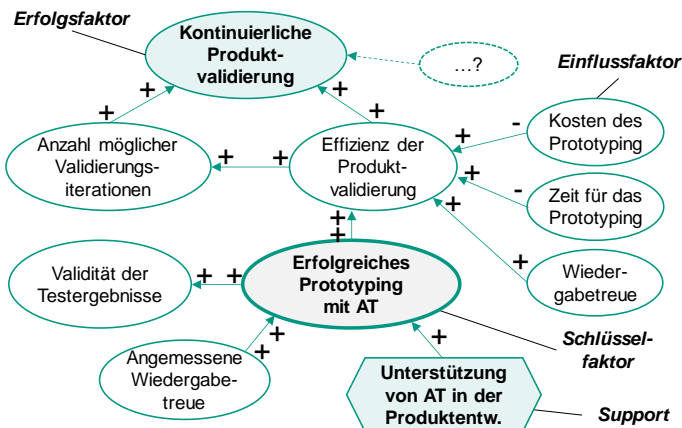 Erfolgsfaktor
Kontinuierliche
Produkt-
validierung
...?
Einflussfaktor
+
+
+
+
-
Anzahl möglicher
Validierungs-
iterationen
+
+
Effizienz der
Produkt-
validierung
+
Kosten des
Prototyping
+
-
Zeit für das
Prototyping
+
+
+
+
Wieder-
gabetreue
Validität der
Testergebnisse
+
+
Erfolgreiches
Prototyping
mit AT
+
+
+
Angemessene
Wiedergabe-
treue
Schlüssel-
faktor
Unterstützung
von AT in der
Produktentw.
Support